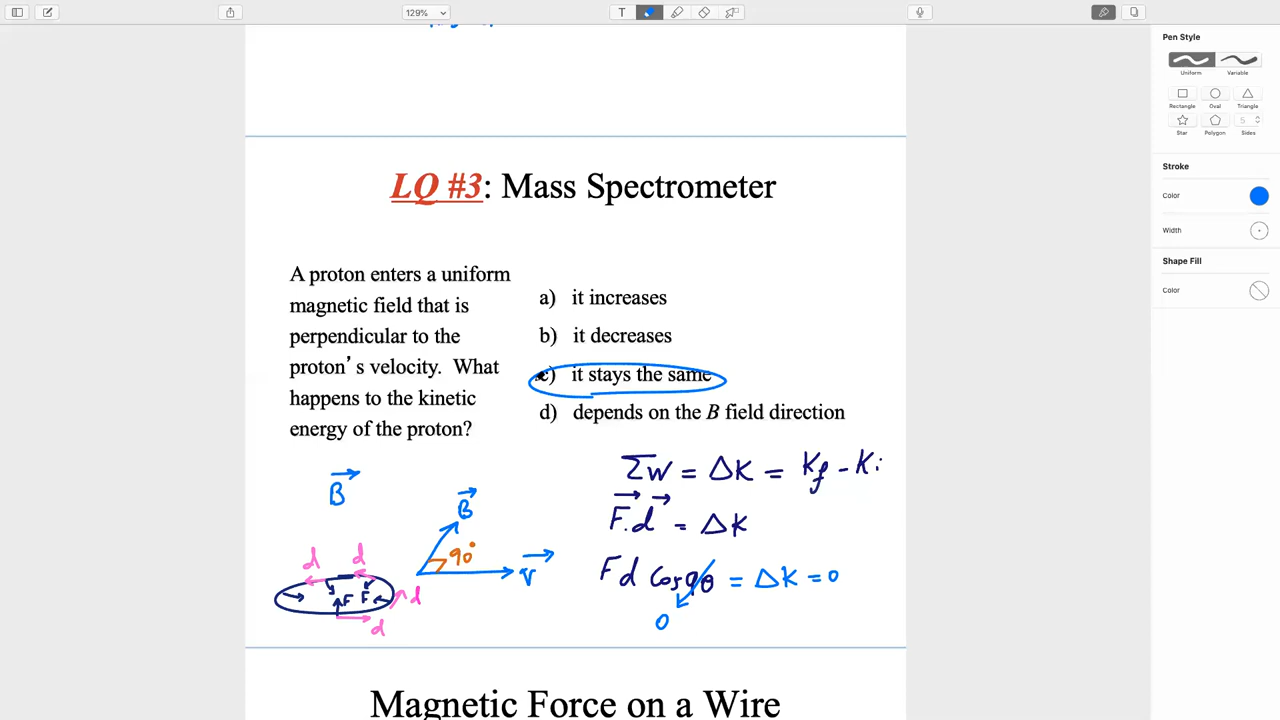 129%
T
Pen Style
Uniform
Variable
Rectangle
Oval
Triangle
Star
Polygon
5
Sides
Stroke
Color
Width
Shape Fill
Color
LQ #3: Mass Spectrometer
A proton enters a uniform
magnetic field that is
perpendicular to the
proton's velocity. What
happens to the kinetic
energy of the proton?
a) it increases
b) it decreases
c) it stays the same
d) depends on the B field direction
B
B
90°
V
d
d
F
F
d
d
ΣW = ΔK = Kf - Ki
F.d = ΔK
Fd Cos90 = ΔK = 0
0
Magnetic Force on a Wire